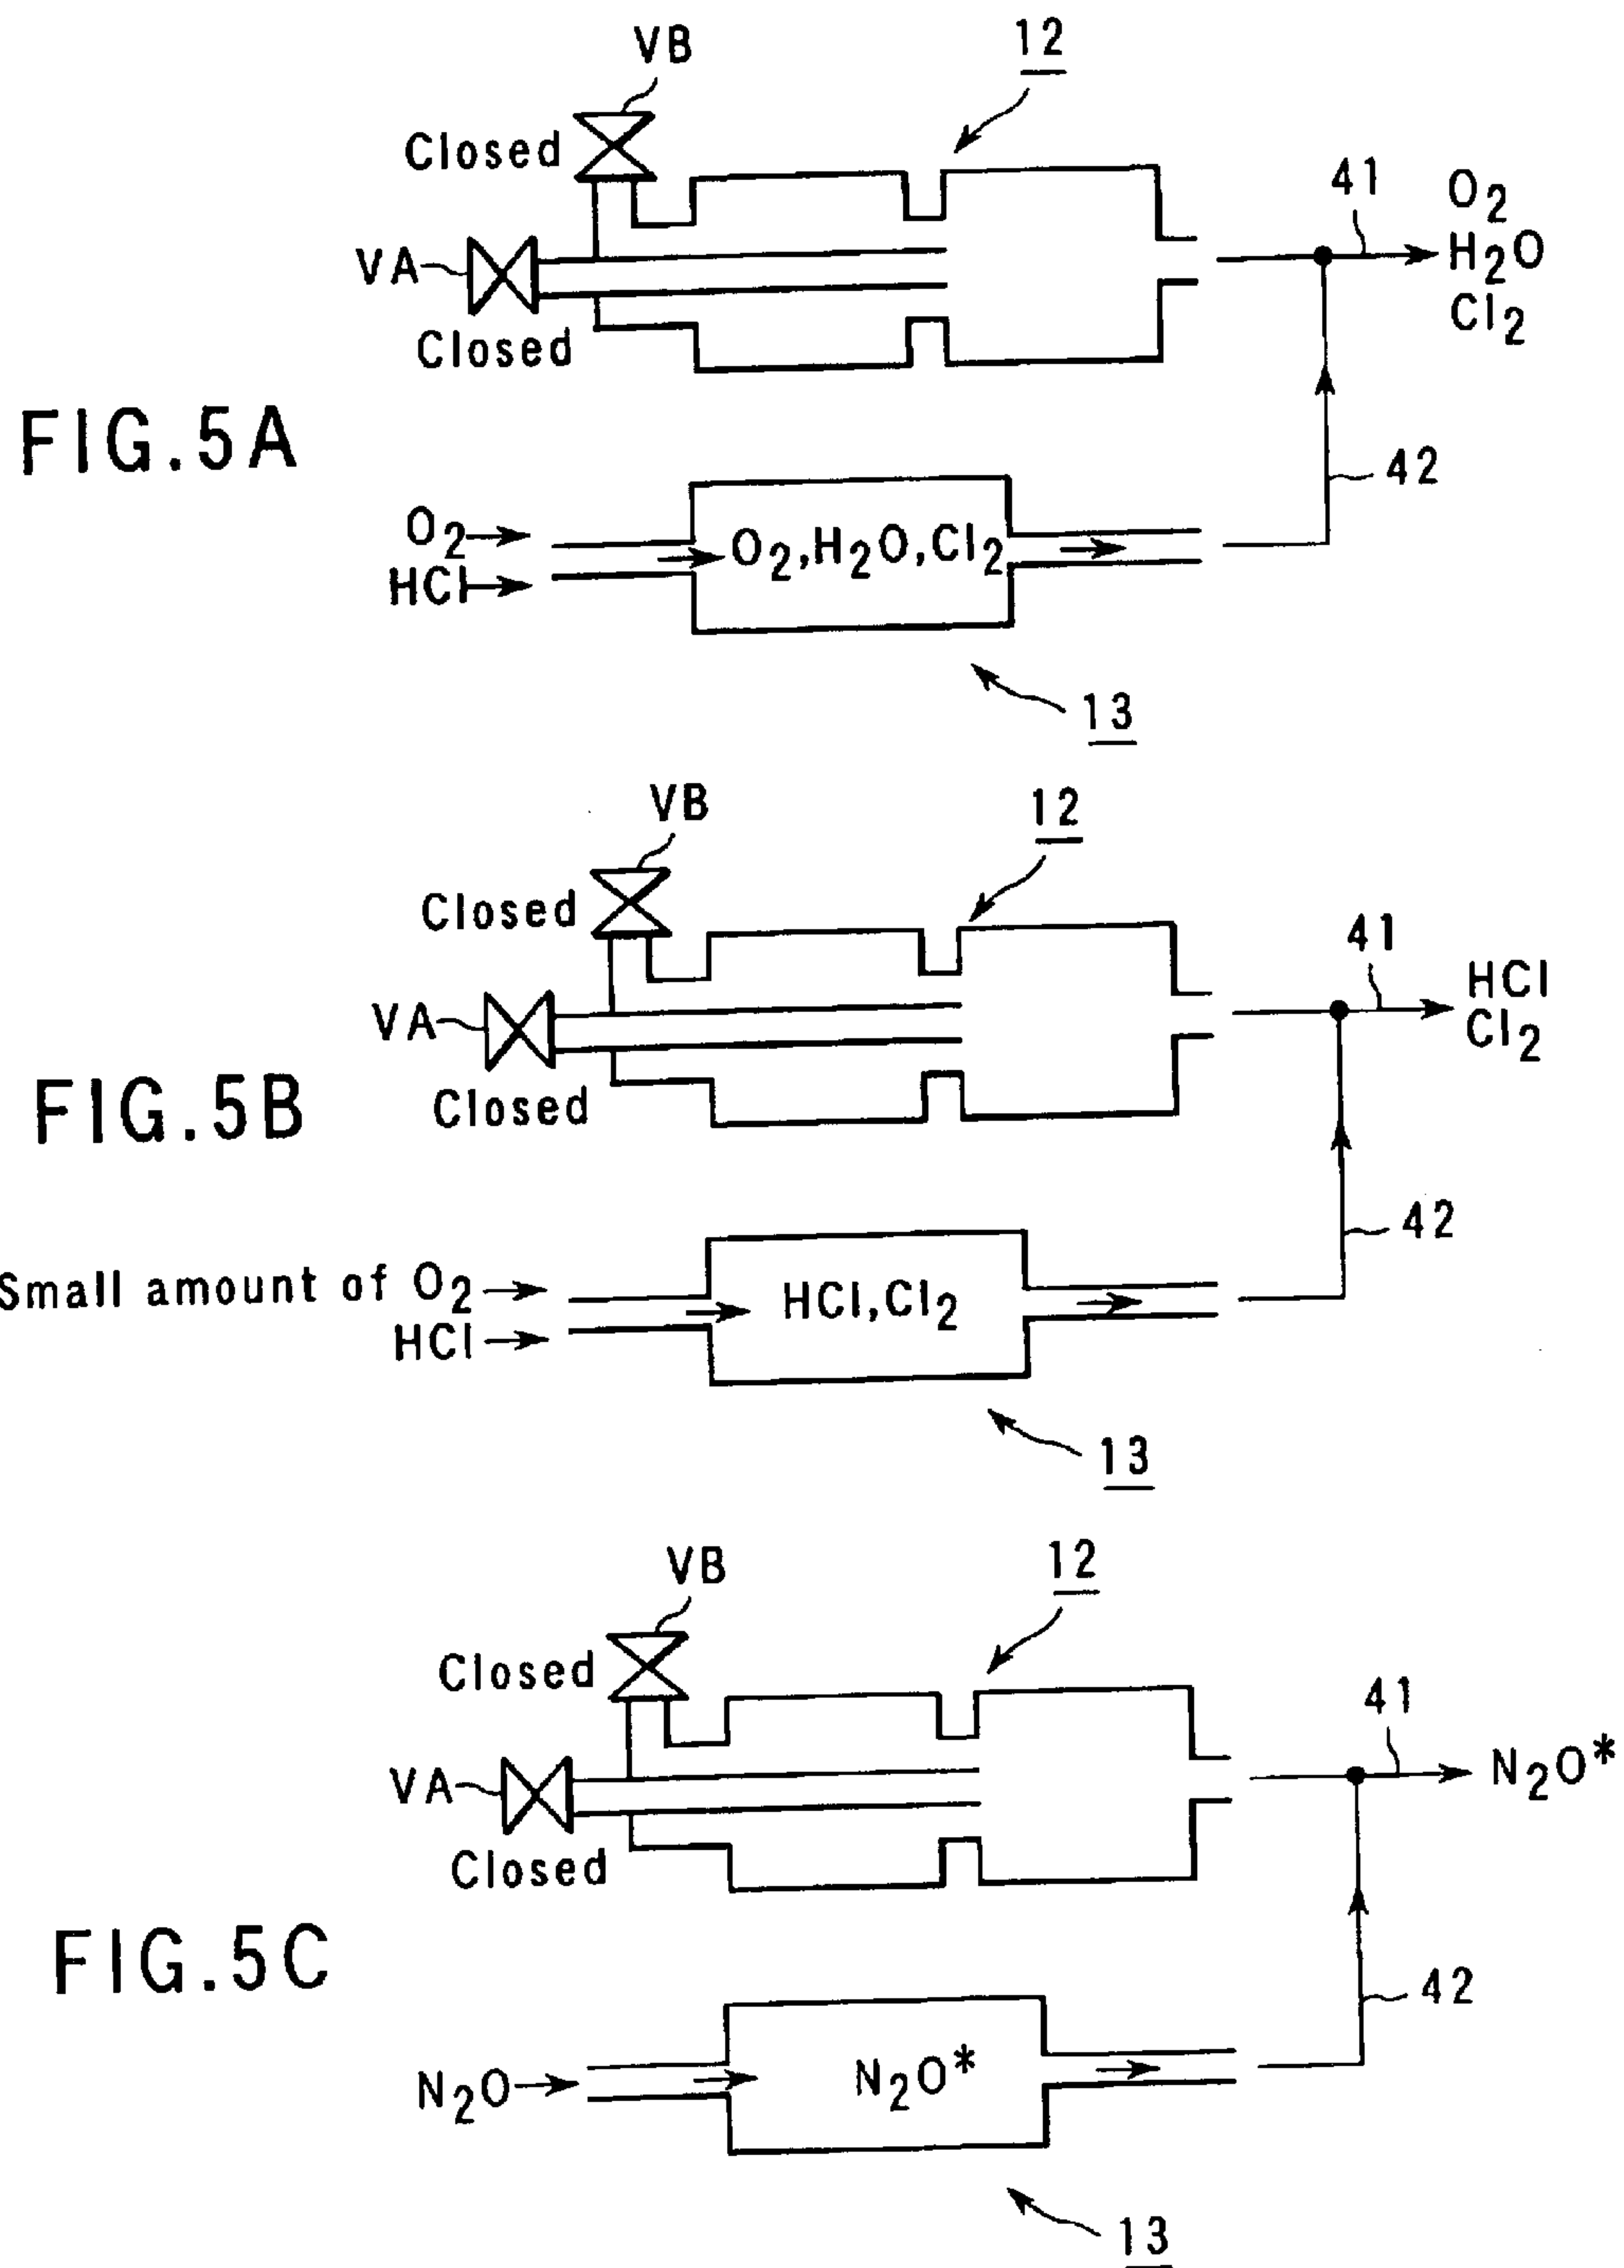 VB
12
Closed
41
O2
VA
H2O
Cl2
Closed
FIG.5A
42
O2
O2,H2O,Cl2
HCl
13
VB
12
Closed
41
HCl
VA
Cl2
Closed
FIG.5B
42
Small amount of O2
HCl,Cl2
HCl
13
VB
12
Closed
41
VA
N2O*
Closed
FIG.5C
42
N2O
N2O*
13